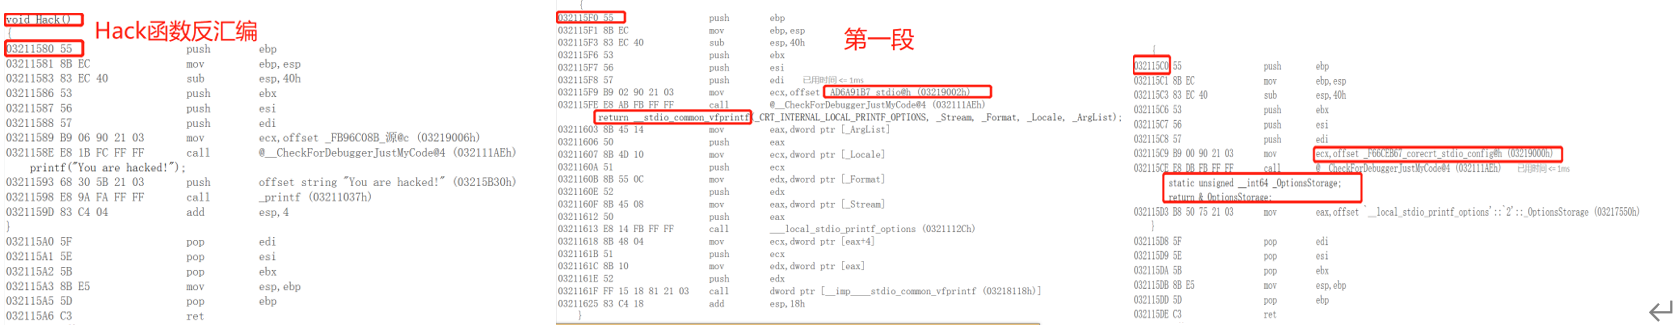 void Hack()
{
Hack函数反汇编
03211580 55 push ebp
03211581 8B EC mov ebp,esp
03211583 83 EC 40 sub esp,40h
03211586 53 push ebx
03211587 56 push esi
03211588 57 push edi
03211589 B9 06 90 21 03 mov ecx,offset _FB96C08B_源@c (03219006h)
0321158E E8 1B FC FF FF call @__CheckForDebuggerJustMyCode@4 (032111AEh)
printf("You are hacked!");
03211593 68 30 5B 21 03 push offset string "You are hacked!" (03215B30h)
03211598 E8 9A FA FF FF call _printf (03211037h)
0321159D 83 C4 04 add esp,4
}
032115A0 5F pop edi
032115A1 5E pop esi
032115A2 5B pop ebx
032115A3 8B E5 mov esp,ebp
032115A5 5D pop ebp
032115A6 C3 ret
{
032115F0 55 push ebp
032115F1 8B EC mov ebp,esp
032115F3 83 EC 40 sub esp,40h
032115F6 53 push ebx
032115F7 56 push esi
032115F8 57 push edi 已用时间 <= 1ms
第一段
032115F9 B9 02 90 21 03 mov ecx,offset _AD6A91B7_stdio@h (03219002h)
032115FE E8 AB FB FF FF call @__CheckForDebuggerJustMyCode@4 (032111AEh)
return __stdio_common_vfprintf(_CRT_INTERNAL_LOCAL_PRINTF_OPTIONS, _Stream, _Format, _Locale, _ArgList);
03211603 8B 45 14 mov eax,dword ptr [_ArgList]
03211606 50 push eax
03211607 8B 4D 10 mov ecx,dword ptr [_Locale]
0321160A 51 push ecx
0321160B 8B 55 0C mov edx,dword ptr [_Format]
0321160E 52 push edx
0321160F 8B 45 08 mov eax,dword ptr [_Stream]
03211612 50 push eax
03211613 E8 14 FB FF FF call ___local_stdio_printf_options (0321112Ch)
03211618 8B 48 04 mov ecx,dword ptr [eax+4]
0321161B 51 push ecx
0321161C 8B 10 mov edx,dword ptr [eax]
0321161E 52 push edx
0321161F FF 15 18 81 21 03 call dword ptr [__imp____stdio_common_vfprintf (03218118h)]
03211625 83 C4 18 add esp,18h
}
{
032115C0 55 push ebp
032115C1 8B EC mov ebp,esp
032115C3 83 EC 40 sub esp,40h
032115C6 53 push ebx
032115C7 56 push esi
032115C8 57 push edi
032115C9 B9 00 90 21 03 mov ecx,offset _F66CEB67_corecrt_stdio_config@h (03219000h)
032115CE E8 DB FB FF FF call @__CheckForDebuggerJustMyCode@4 (032111AEh) 已用时间 <= 1ms
static unsigned __int64 _OptionsStorage;
return &_OptionsStorage;
032115D3 B8 50 75 21 03 mov eax,offset `__local_stdio_printf_options'::`2'::_OptionsStorage (03217550h)
}
032115D8 5F pop edi
032115D9 5E pop esi
032115DA 5B pop ebx
032115DB 8B E5 mov esp,ebp
032115DD 5D pop ebp
032115DE C3 ret